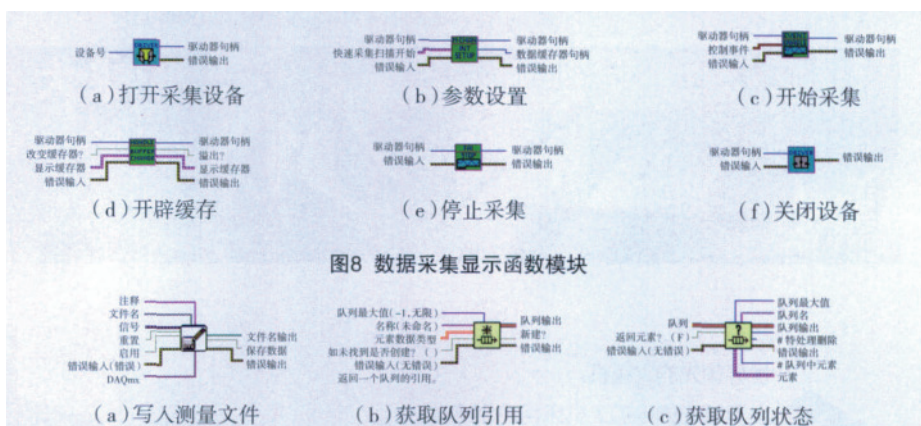 设备号
驱动器句柄
错误输出
(a)打开采集设备
驱动器句柄
快速采集扫描开始
错误输入
驱动器句柄
数据缓存器句柄
错误输出
(b)参数设置
驱动器句柄
控制事件
错误输入
驱动器句柄
错误输出
(c)开始采集
驱动器句柄
改变缓存器?
显示缓存器
错误输入
驱动器句柄
溢出?
显示缓存器
错误输出
(d)开辟缓存
驱动器句柄
错误输入
驱动器句柄
错误输出
(e)停止采集
驱动器句柄
错误输入
错误输出
(f)关闭设备
图8 数据采集显示函数模块
注释
文件名
信号
重置
启用
错误输入(错误)
DAQmx
文件名输出
保存数据
错误输出
(a)写入测量文件
队列最大值(-1,无限)
名称(未命名)
元素数据类型
如未找到是否创建? ()
错误输入(无错误)
返回一个队列的引用。
队列输出
新建?
错误输出
(b)获取队列引用
队列
返回元素? (F)
错误输入(无错误)
队列最大值
队列名
队列输出
#特处理删除
错误输出
#队列中元素
元素
(c)获取队列状态